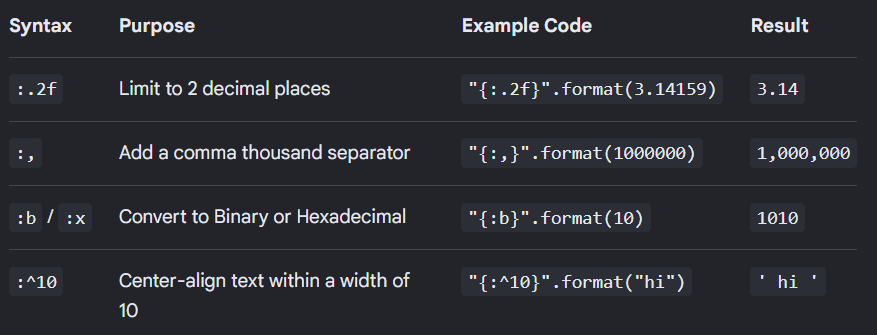 Syntax Purpose Example Code Result
:.2f Limit to 2 decimal places "{:.2f}".format(3.14159) 3.14
:, Add a comma thousand separator "{:,}".format(1000000) 1,000,000
:b / :x Convert to Binary or Hexadecimal "{:b}".format(10) 1010
:^10 Center-align text within a width of "{:^10}".format("hi") ' hi '
10